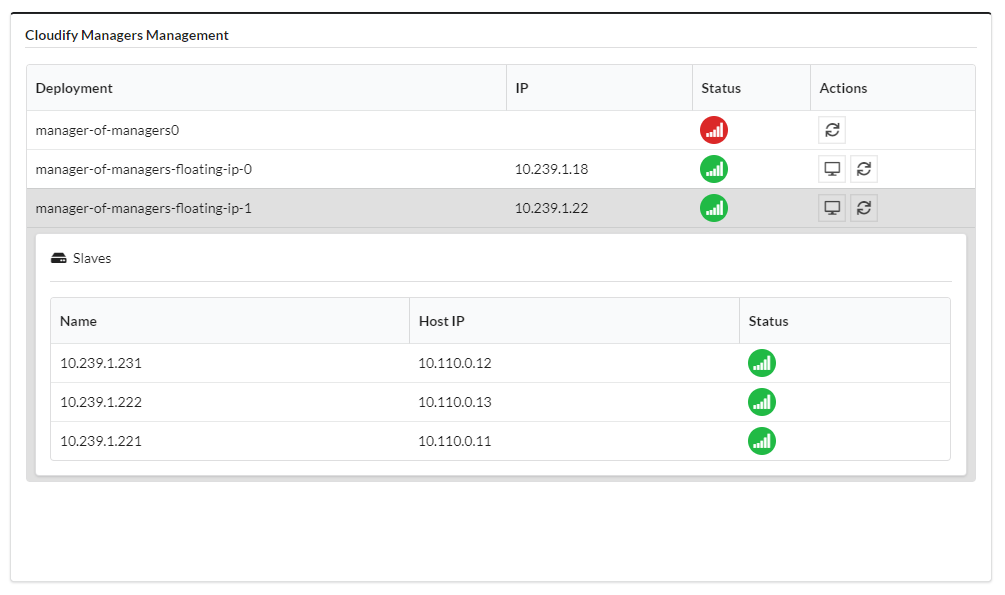 Cloudify Managers Management
Deployment IP Status Actions
manager-of-managers0
manager-of-managers-floating-ip-0 10.239.1.18
manager-of-managers-floating-ip-1 10.239.1.22
Slaves
Name Host IP Status
10.239.1.231 10.110.0.12
10.239.1.222 10.110.0.13
10.239.1.221 10.110.0.11